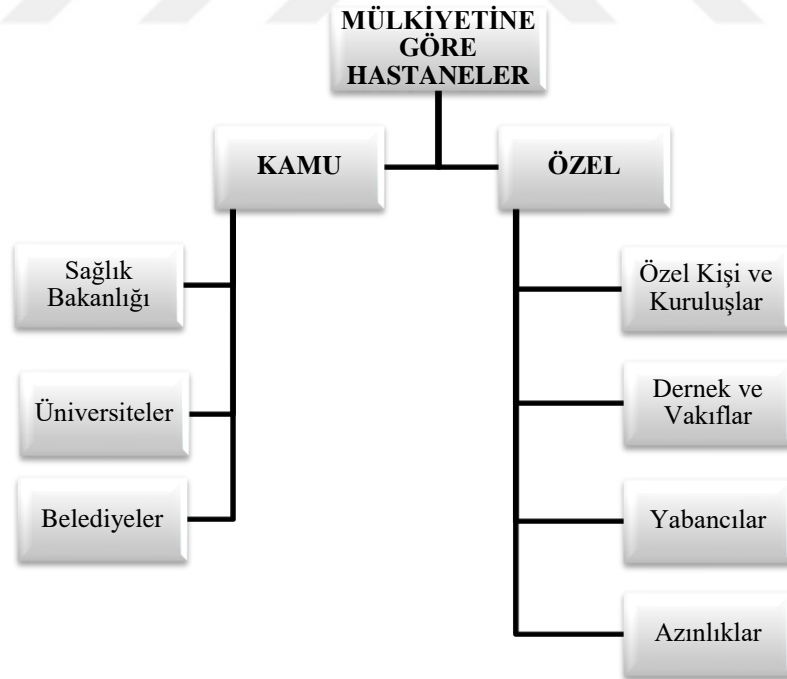 MÜLKİYETİNE
GÖRE
HASTANELER
KAMU
ÖZEL
Sağlık
Bakanlığı
Üniversiteler
Belediyeler
Özel Kişi ve
Kuruluşlar
Dernek ve
Vakıflar
Yabancılar
Azınlıklar